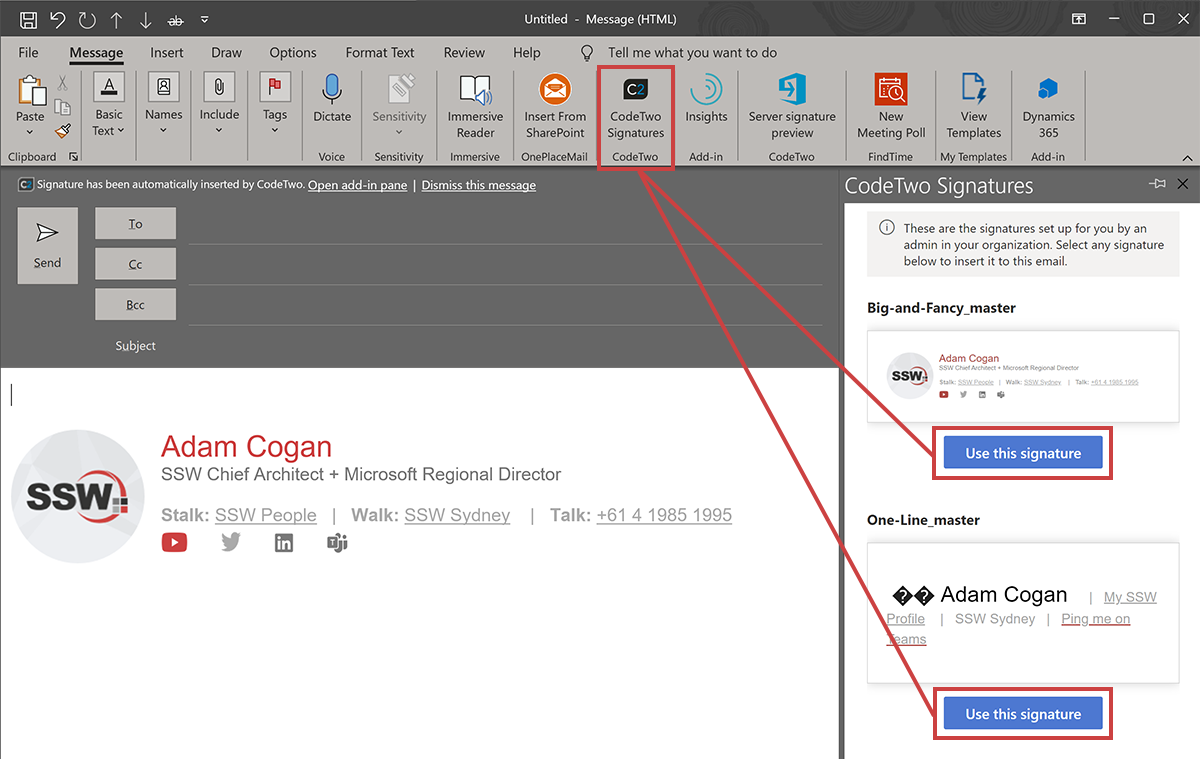 Untitled - Message (HTML)
File Message Insert Draw Options Format Text Review Help Tell me what you want to do
Paste
Basic
Text
Names
Include
Tags
Dictate
Sensitivity
Immersive
Reader
Insert From
SharePoint
C2
CodeTwo
Signatures
Insights
Server signature
preview
New
Meeting Poll
View
Templates
Dynamics
365
Clipboard Voice Sensitivity Immersive OnePlaceMail CodeTwo Add-in CodeTwo FindTime My Templates Add-in
C2 Signature has been automatically inserted by CodeTwo. Open add-in pane | Dismiss this message
Send
To
Cc
Bcc
Subject
SSW
Adam Cogan
SSW Chief Architect + Microsoft Regional Director
Stalk: SSW People | Walk: SSW Sydney | Talk: +61 4 1985 1995
CodeTwo Signatures
These are the signatures set up for you by an
admin in your organization. Select any signature
below to insert it to this email.
Big-and-Fancy_master
SSW
Adam Cogan
SSW Chief Architect + Microsoft Regional Director
Stalk: SSW People | Walk: SSW Sydney | Talk: +61 4 1985 1995
Use this signature
One-Line_master
�� Adam Cogan | My SSW
Profile | SSW Sydney | Ping me on
Teams
Use this signature